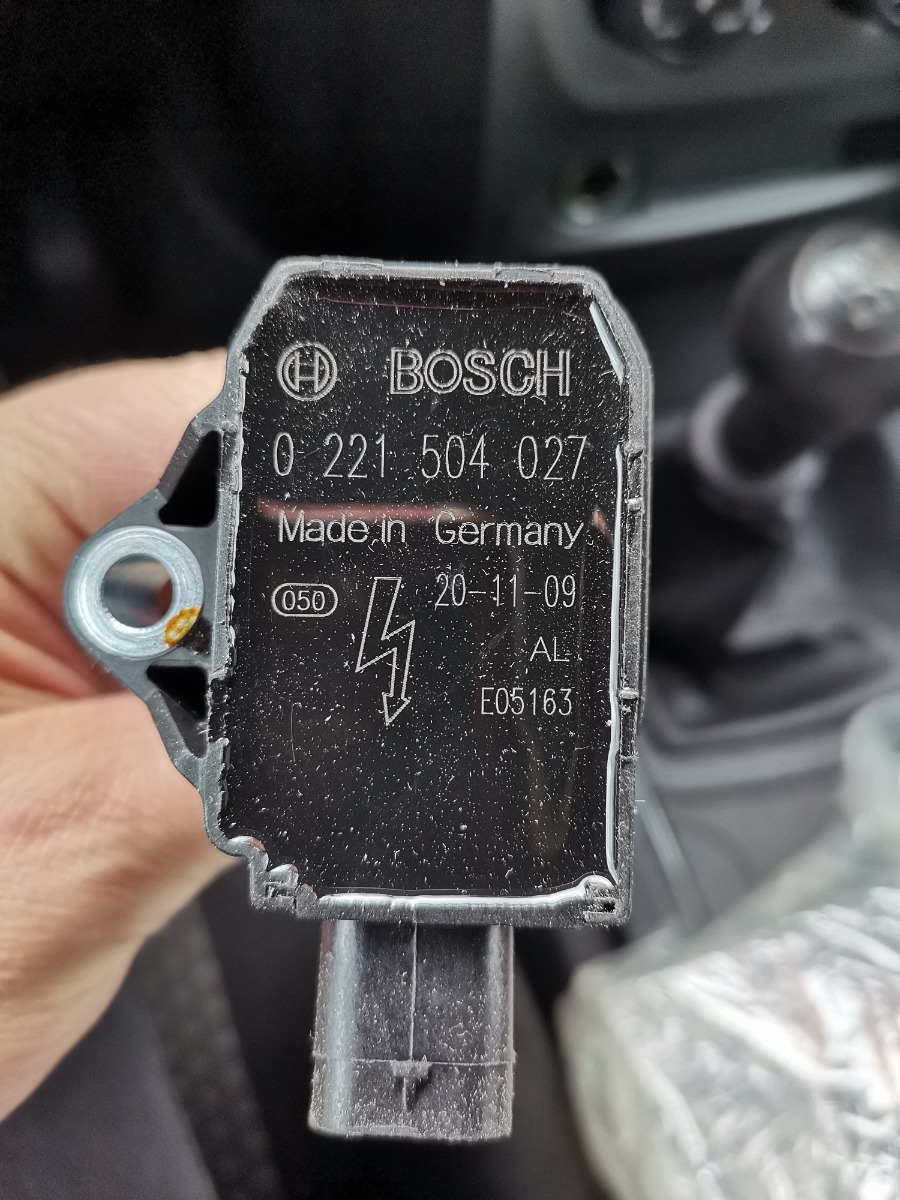 BOSCH
0 221 504 027
Made in Germany
050 20-11-09
AL
E05163